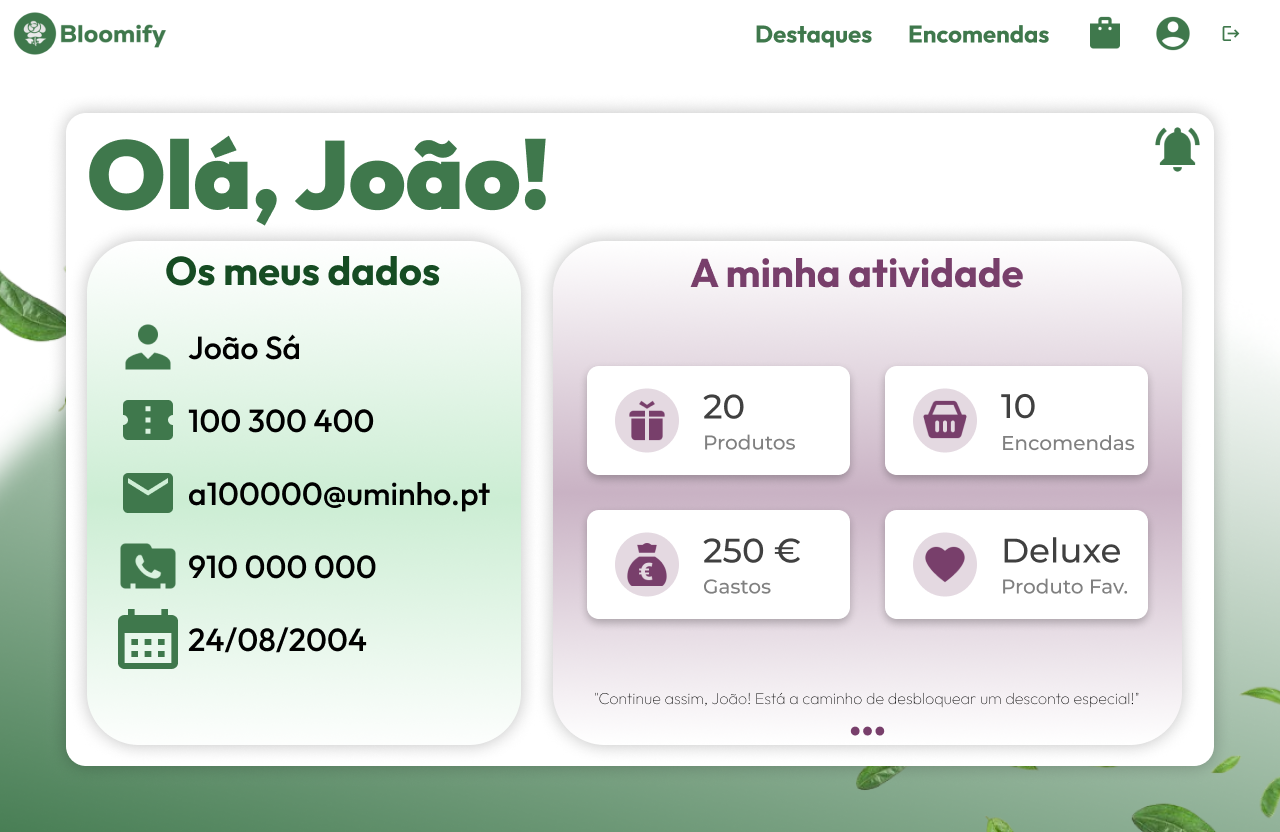 Bloomify
Destaques
Encomendas
Olá, João!
Os meus dados
João Sá
100 300 400
a100000@uminho.pt
910 000 000
24/08/2004
A minha atividade
20
Produtos
10
Encomendas
250 €
Gastos
Deluxe
Produto Fav.
"Continue assim, João! Está a caminho de desbloquear um desconto especial!"